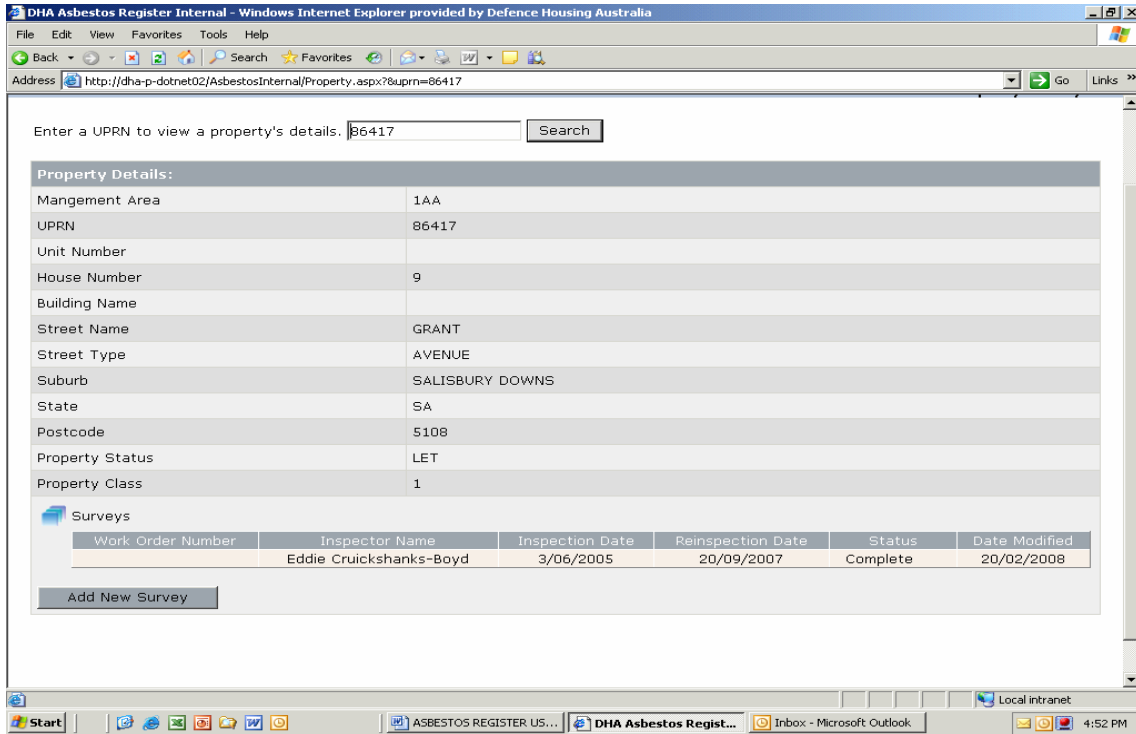 DHA Asbestos Register Internal - Windows Internet Explorer provided by Defence Housing Australia
File Edit View Favorites Tools Help
Back Search Favorites
Address http://dha-p-dotnet02/AsbestosInternal/Property.aspx?&uprn=86417 Go Links »
Enter a UPRN to view a property's details. 86417 Search
Property Details:
Mangement Area 1AA
UPRN 86417
Unit Number
House Number 9
Building Name
Street Name GRANT
Street Type AVENUE
Suburb SALISBURY DOWNS
State SA
Postcode 5108
Property Status LET
Property Class 1
Surveys
Work Order Number Inspector Name Inspection Date Reinspection Date Status Date Modified
Eddie Cruickshanks-Boyd 3/06/2005 20/09/2007 Complete 20/02/2008
Add New Survey
Local intranet
Start ASBESTOS REGISTER US... DHA Asbestos Regist... Inbox - Microsoft Outlook 4:52 PM